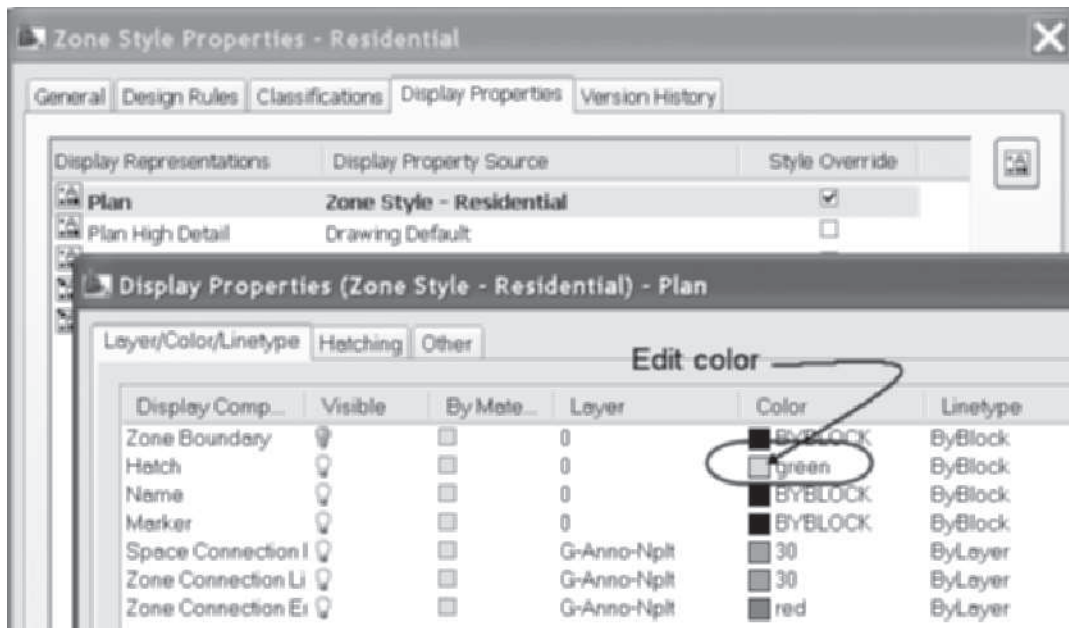 Zone Style Properties - Residential
General Design Rules Classifications Display Properties Version History
Display Representations Display Property Source Style Override
Plan Zone Style - Residential
Plan High Detail Drawing Default
Display Properties (Zone Style - Residential) - Plan
Layer/Color/Linetype Hatching Other
Edit color
Display Comp... Visible By Mate... Layer Color Linetype
Zone Boundary 0 BYBLOCK ByBlock
Hatch 0 green ByBlock
Name 0 BYBLOCK ByBlock
Marker 0 BYBLOCK ByBlock
Space Connection l G-Anno-Nplt 30 ByLayer
Zone Connection Li G-Anno-Nplt 30 ByLayer
Zone Connection E G-Anno-Nplt red ByLayer